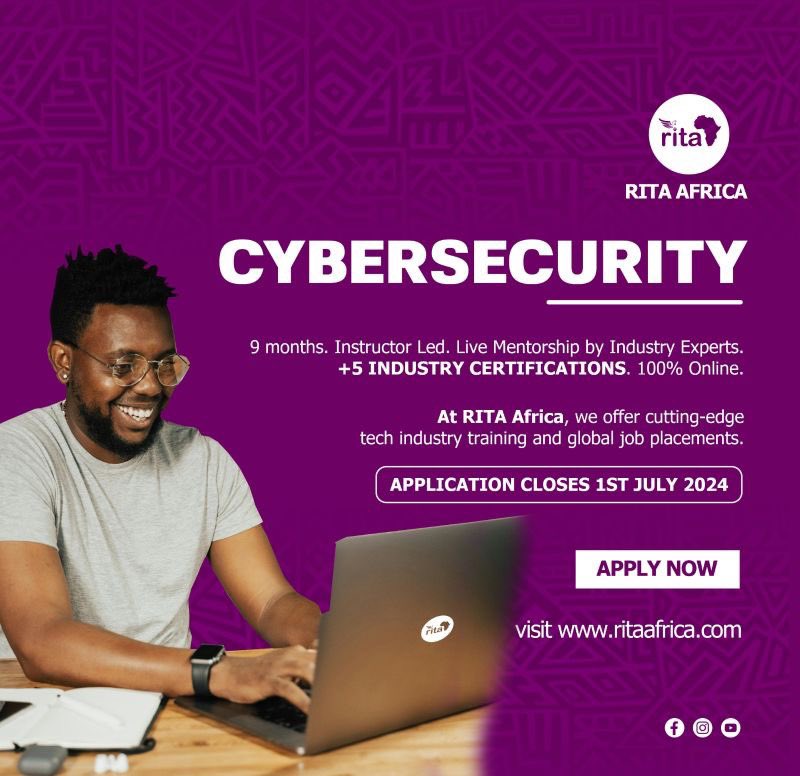 rita
RITA AFRICA
CYBERSECURITY
9 months. Instructor Led. Live Mentorship by Industry Experts.
+5 INDUSTRY CERTIFICATIONS. 100% Online.
At RITA Africa, we offer cutting-edge
tech industry training and global job placements.
APPLICATION CLOSES 1ST JULY 2024
APPLY NOW
rita
visit www.ritaafrica.com